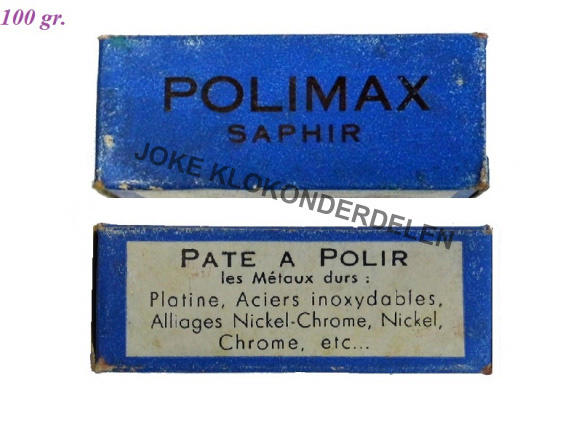 100 gr.
POLIMAX
SAPHIR
JOKE KLOKONDERDELEN
PATE A POLIR
les Métaux durs :
Platine, Aciers inoxydables,
Alliages Nickel-Chrome, Nickel,
Chrome, etc...